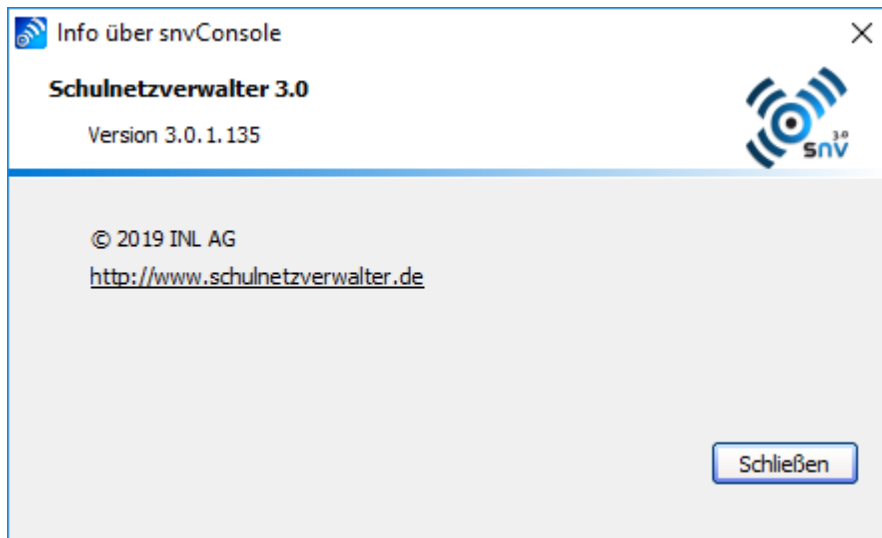 Info über snvConsole
Schulnetzverwalter 3.0
Version 3.0.1.135
3.0
snv
© 2019 INL AG
http://www.schulnetzverwalter.de
Schließen